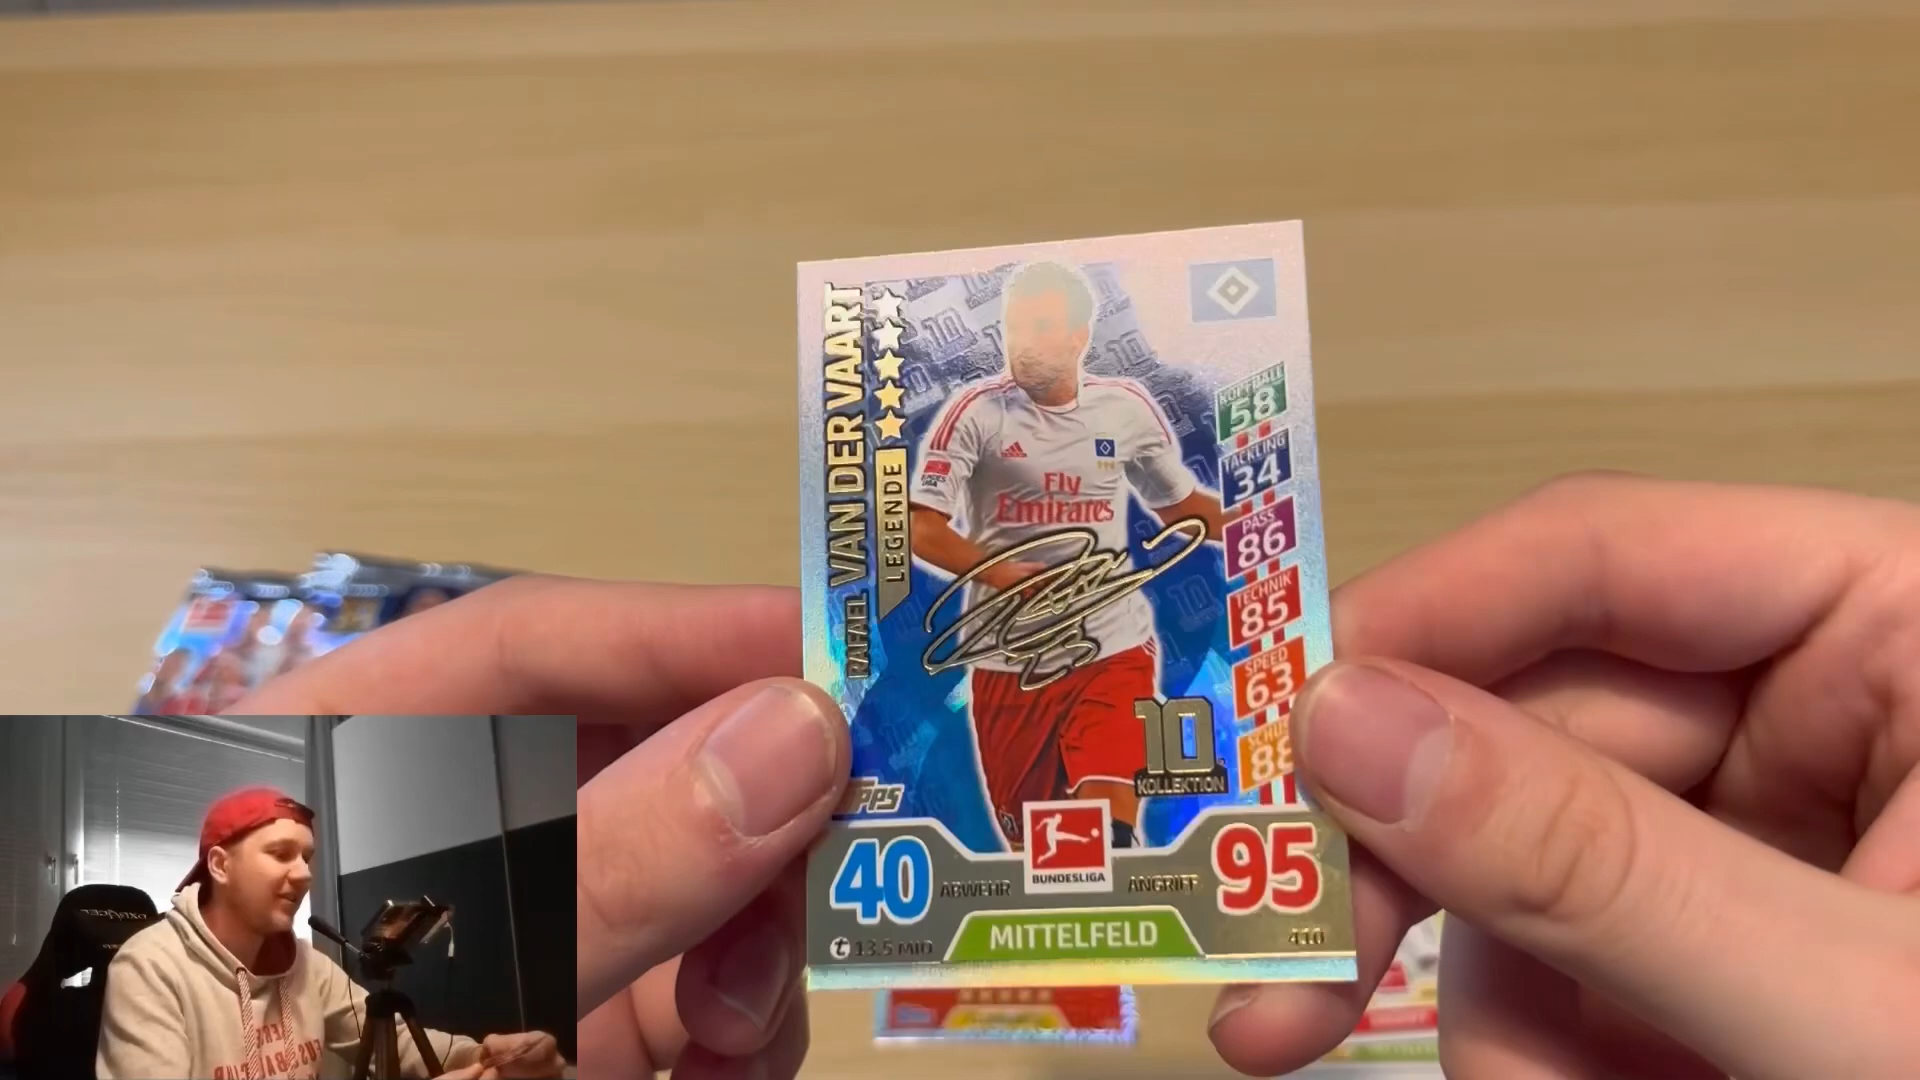 RAFAEL VAN DER VAART
LEGENDE
KOPFBALL
58
TACKLING
34
PASS
86
TECHNIK
85
SPEED
63
88
Fly
Emirates
10
KOLLEKTION
40
ABWEHR
BUNDESLIGA
ANGRIFF
95
13.5 MIO
MITTELFELD
410